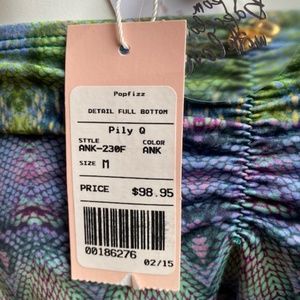 Popfizz
DETAIL FULL BOTTOM
Pily Q
STYLE COLOR
ANK-230F ANK
SIZE M
PRICE $98.95
00186276
02/15